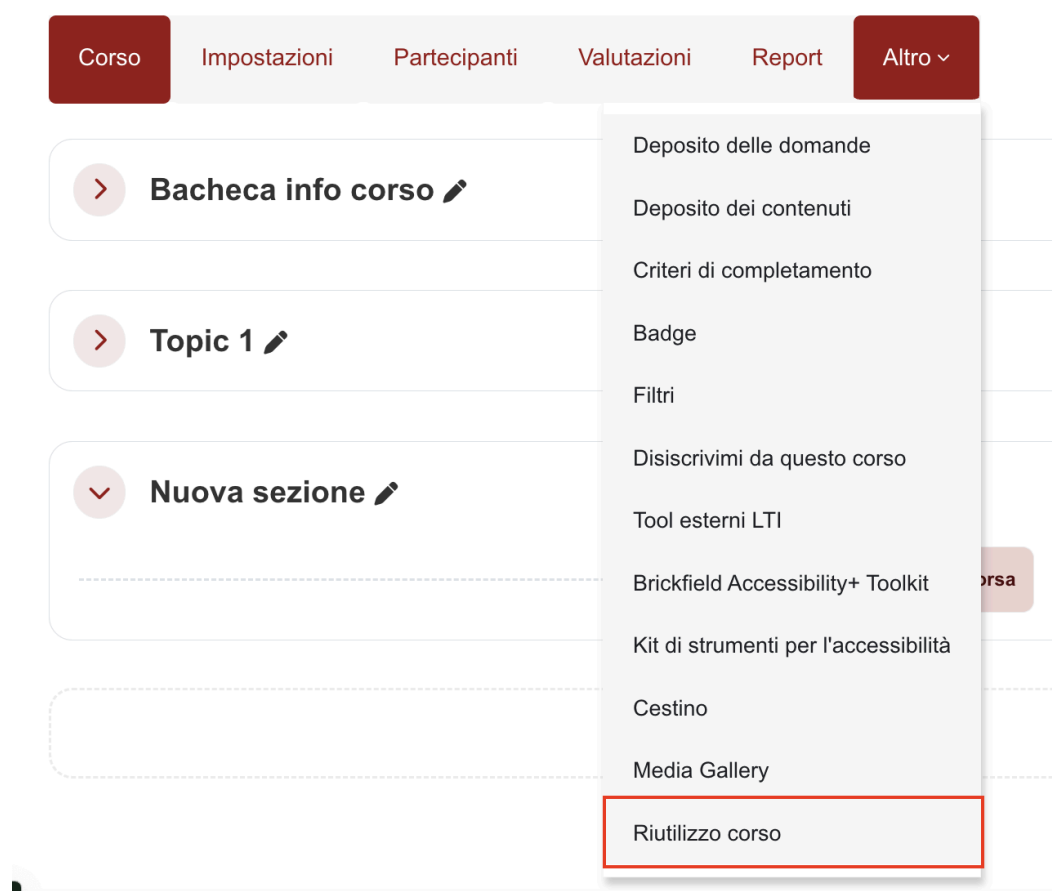 Corso Impostazioni Partecipanti Valutazioni Report Altro
Deposito delle domande
Bacheca info corso
Deposito dei contenuti
Criteri di completamento
Topic 1
Badge
Filtri
Disiscrivimi da questo corso
Nuova sezione
Tool esterni LTI
Brickfield Accessibility+ Toolkit
Kit di strumenti per l'accessibilità
Cestino
Media Gallery
Riutilizzo corso